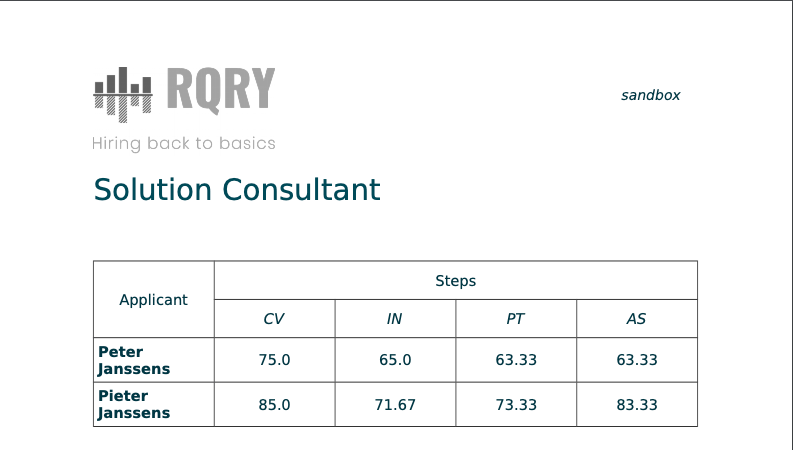 RQRY
sandbox
Hiring back to basics
Solution Consultant
Applicant
Steps
CV IN PT AS
Peter
Janssens 75.0 65.0 63.33 63.33
Pieter
Janssens 85.0 71.67 73.33 83.33